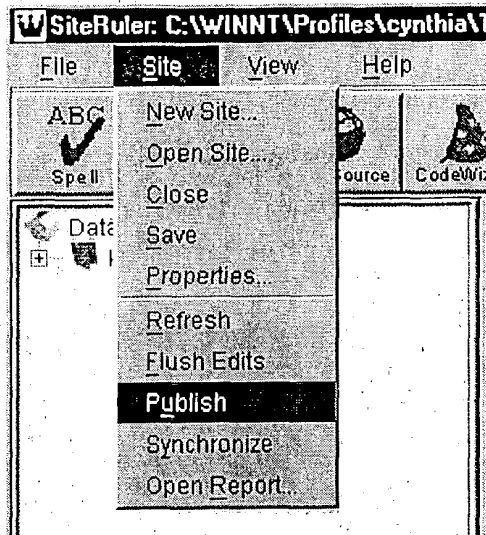 SiteRuler: C:\WINNT\Profiles\cynthia\
File Site View Help
ABC
Spell
ource
CodeWiz
New Site...
Open Site...
Close
Save
Properties...
Data
Refresh
Flush Edits
Publish
Synchronize
Open Report...